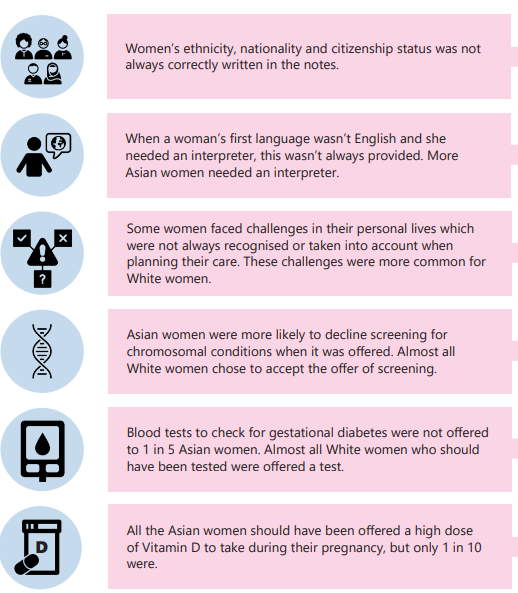 Women's ethnicity, nationality and citizenship status was not
always correctly written in the notes.
When a woman's first language wasn't English and she
needed an interpreter, this wasn't always provided. More
Asian women needed an interpreter.
?
Some women faced challenges in their personal lives which
were not always recognised or taken into account when
planning their care. These challenges were more common for
White women.
Asian women were more likely to decline screening for
chromosomal conditions when it was offered. Almost all
White women chose to accept the offer of screening.
Blood tests to check for gestational diabetes were not offered
to 1 in 5 Asian women. Almost all White women who should
have been tested were offered a test.
D
All the Asian women should have been offered a high dose
of Vitamin D to take during their pregnancy, but only 1 in 10
were.